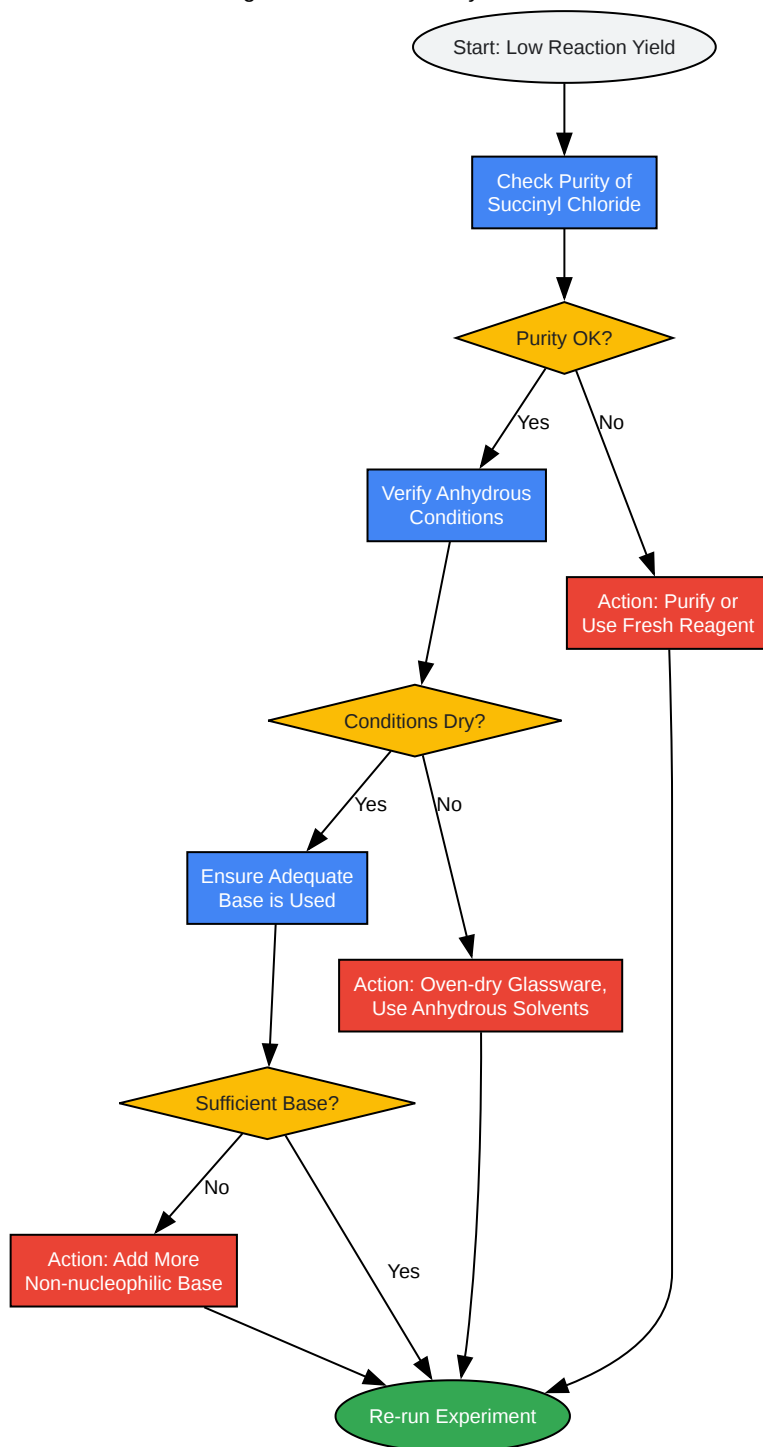 Start: Low Reaction Yield
Check Purity of
Succinyl Chloride
Purity OK?
Yes
No
Verify Anhydrous
Conditions
Action: Purify or
Use Fresh Reagent
Conditions Dry?
Yes
No
Ensure Adequate
Base is Used
Action: Oven-dry Glassware,
Use Anhydrous Solvents
Sufficient Base?
No
Yes
Action: Add More
Non-nucleophilic Base
Re-run Experiment